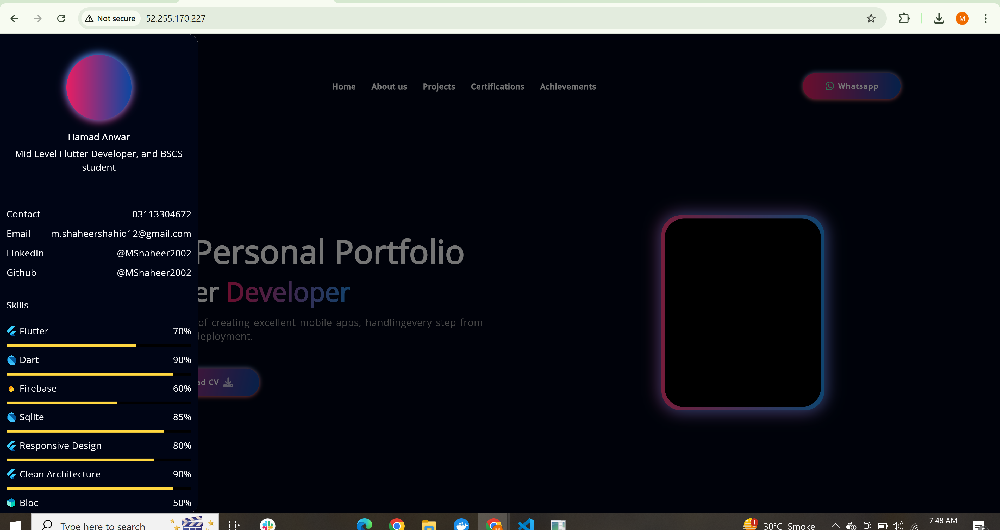 Not secure
52.255.170.227
M
Hamad Anwar
Mid Level Flutter Developer, and BSCS
student
Contact 03113304672
Email m.shaheershahid12@gmail.com
LinkedIn @MShaheer2002
Github @MShaheer2002
Skills
Flutter 70%
Dart 90%
Firebase 60%
Sqlite 85%
Responsive Design 80%
Clean Architecture 90%
Bloc 50%
Home About us Projects Certifications Achievements
Whatsapp
Personal Portfolio
er Developer
of creating excellent mobile apps, handlingevery step from
deployment.
ad CV
Type here to search
1
30°C Smoke
7:48 AM